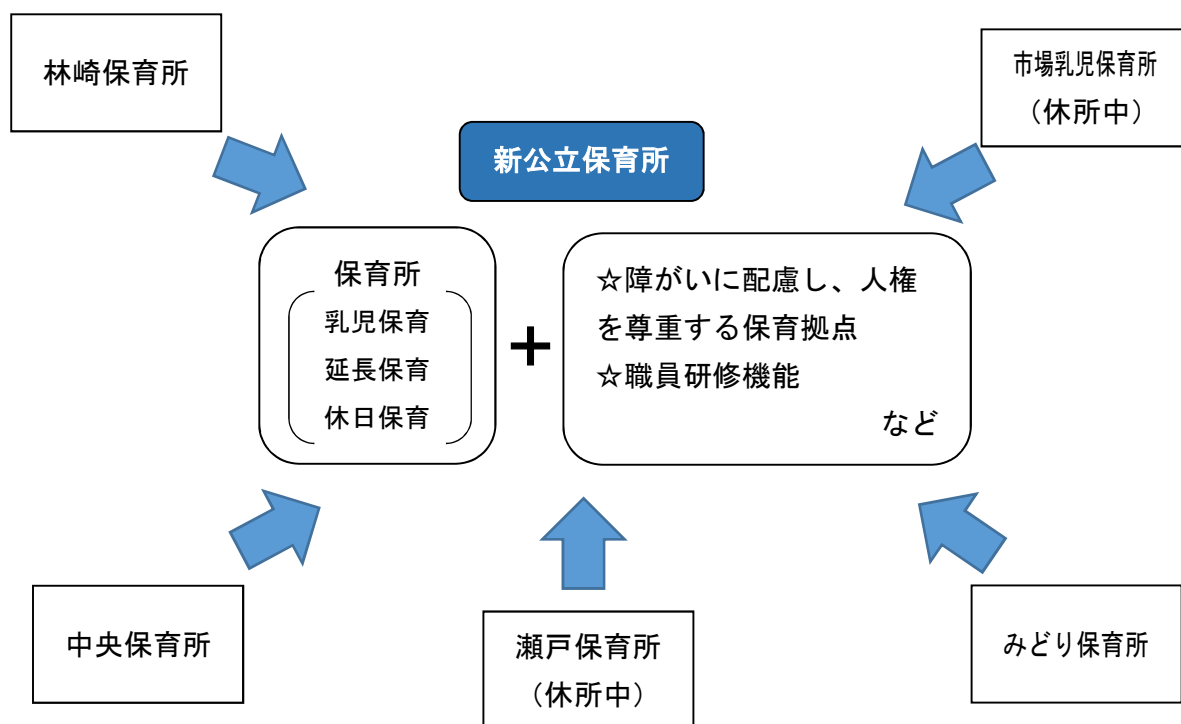 林崎保育所
市場乳児保育所
（休所中）
新公立保育所
保育所
乳児保育
延長保育
休日保育
+
☆障がいに配慮し、人権
を尊重する保育拠点
☆職員研修機能
など
中央保育所
瀬戸保育所
（休所中）
みどり保育所